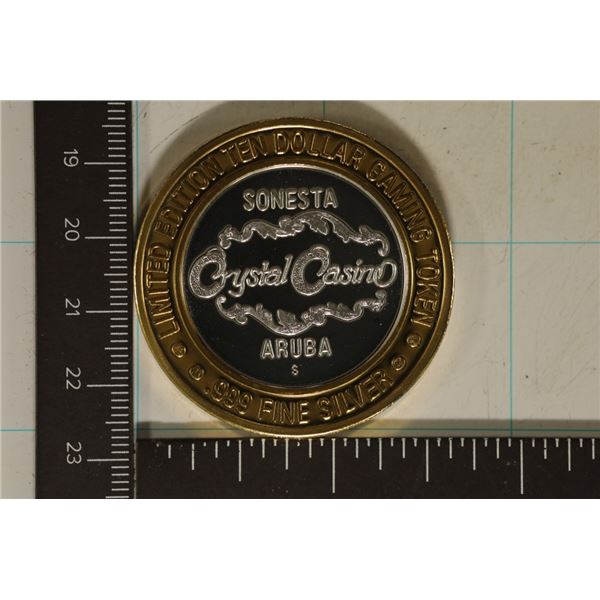 LIMITED EDITION TEN DOLLAR GAMING TOKEN
SONESTA
Crystal Casino
ARUBA
S
.999 FINE SILVER
19
20
21
22
23